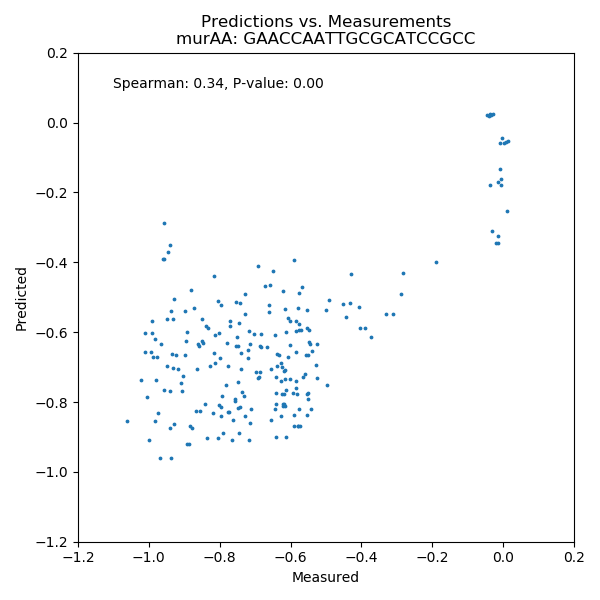 Predictions vs. Measurements
murAA: GAACCAATTGCGCATCCGCC
Spearman: 0.34, P-value: 0.00
0.2
0.0
−0.2
−0.4
−0.6
−0.8
−1.0
−1.2
Predicted
−1.2 −1.0 −0.8 −0.6 −0.4 −0.2 0.0 0.2
Measured